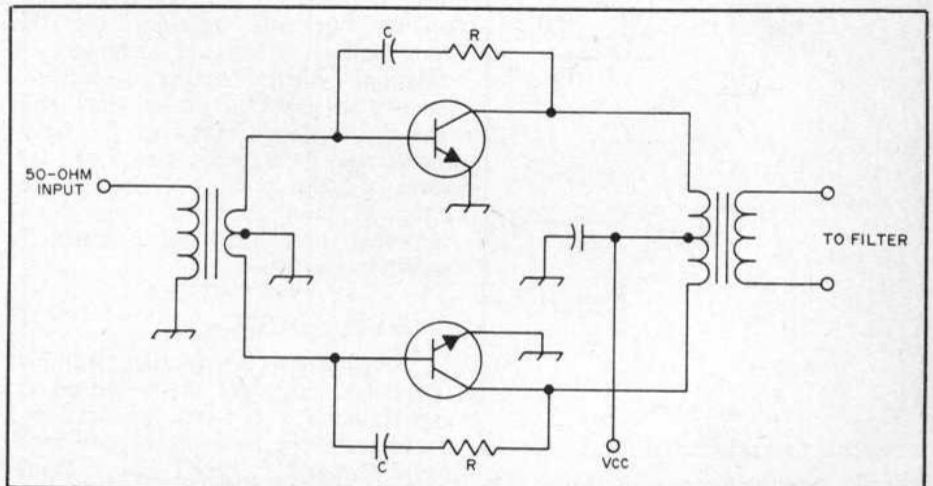 C
R
50-OHM
INPUT
TO FILTER
C
R
VCC